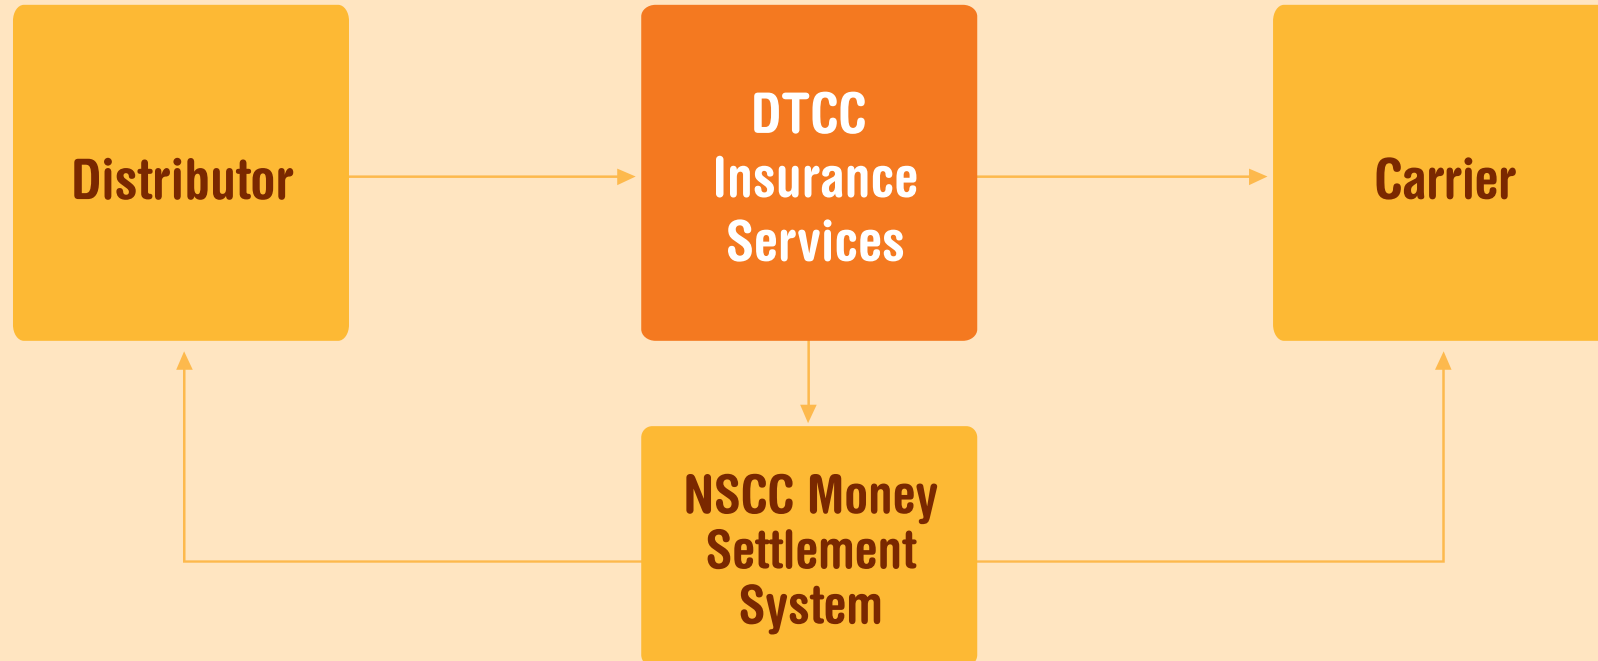 Distributor
DTCC
Insurance
Services
Carrier
NSCC Money
Settlement
System